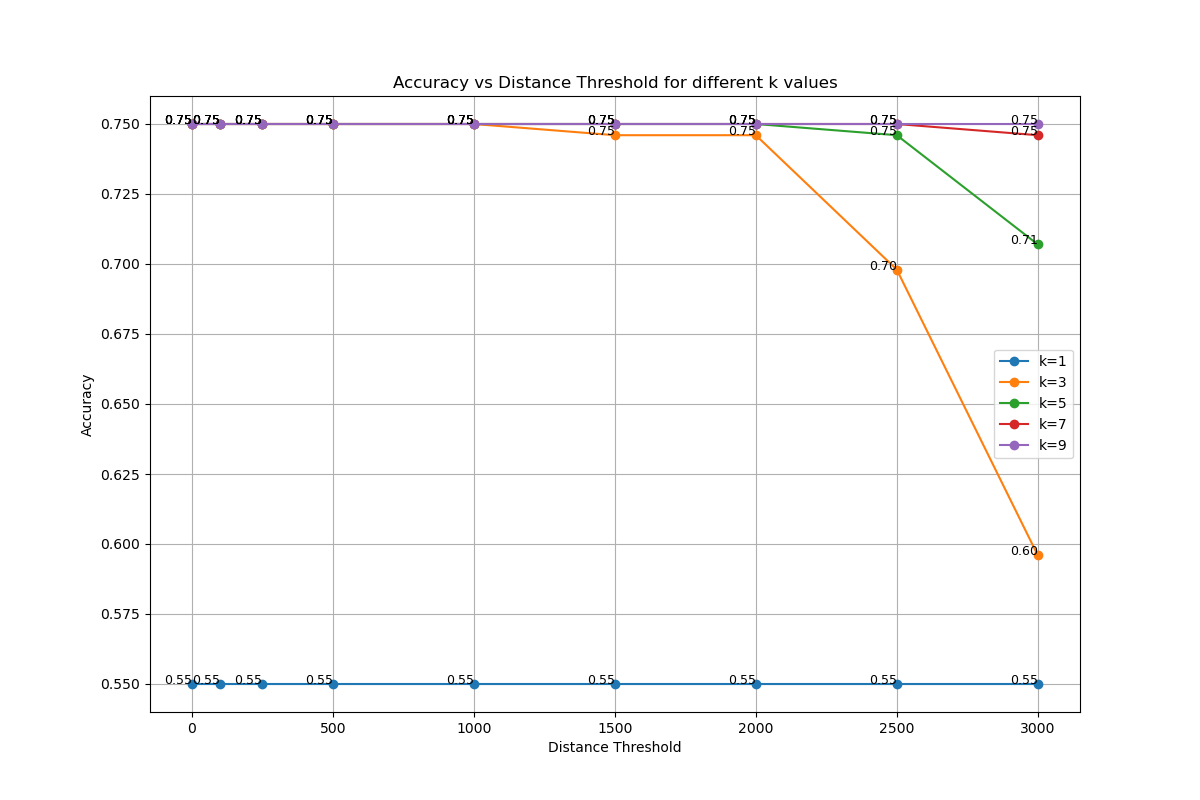 Accuracy vs Distance Threshold for different k values
0.750
0.725
0.700
0.675
0.650
0.625
0.600
0.575
0.550
Accuracy
0.75 0.75 0.75 0.75 0.75 0.75 0.75 0.75 0.75
0.75 0.75 0.75 0.75
0.71
0.70
0.60
0.55 0.55 0.55 0.55 0.55 0.55 0.55 0.55 0.55
k=1
k=3
k=5
k=7
k=9
0 500 1000 1500 2000 2500 3000
Distance Threshold